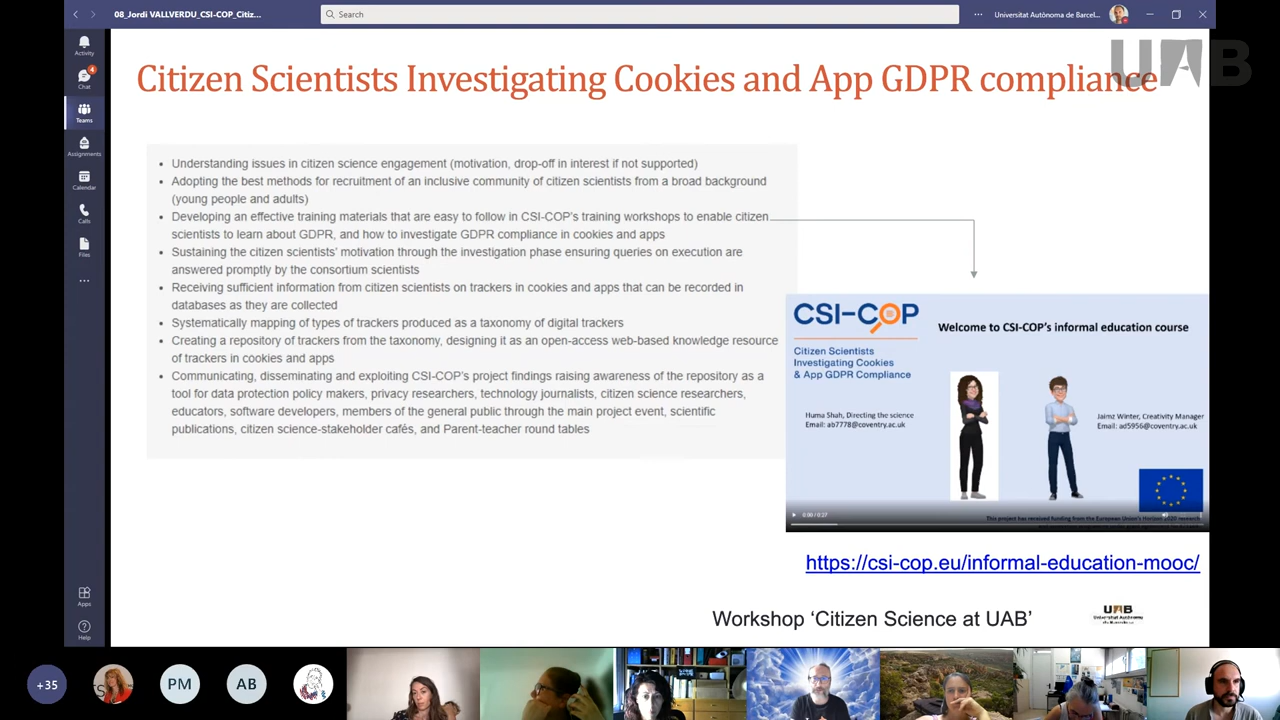 08_Jordi VALLVERDU_CSI-COP_Citiz...
Search
Universitat Autònoma de Barcel...
Activity
4
Chat
Teams
Assignments
Calendar
Calls
Files
Apps
Help
UAB
Citizen Scientists Investigating Cookies and App GDPR compliance
• Understanding issues in citizen science engagement (motivation, drop-off in interest if not supported)
• Adopting the best methods for recruitment of an inclusive community of citizen scientists from a broad background
(young people and adults)
• Developing an effective training materials that are easy to follow in CSI-COP's training workshops to enable citizen
scientists to learn about GDPR, and how to investigate GDPR compliance in cookies and apps
• Sustaining the citizen scientists' motivation through the investigation phase ensuring queries on execution are
answered promptly by the consortium scientists
• Receiving sufficient information from citizen scientists on trackers in cookies and apps that can be recorded in
databases as they are collected
• Systematically mapping of types of trackers produced as a taxonomy of digital trackers
• Creating a repository of trackers from the taxonomy, designing it as an open-access web-based knowledge resource
of trackers in cookies and apps
• Communicating, disseminating and exploiting CSI-COP's project findings raising awareness of the repository as a
tool for data protection policy makers, privacy researchers, technology journalists, citizen science researchers,
educators, software developers, members of the general public through the main project event, scientific
publications, citizen science-stakeholder cafés, and Parent-teacher round tables
CSI-COP
Citizen Scientists
Investigating Cookies
& App GDPR Compliance
Welcome to CSI-COP's informal education course
Huma Shah, Directing the science
Email: ab7778@coventry.ac.uk
Jaimz Winter, Creativity Manager
Email: ad5956@coventry.ac.uk
0:00 / 0:27
This project has received funding from the European Union's Horizon 2020 research
https://csi-cop.eu/informal-education-mooc/
Workshop ‘Citizen Science at UAB’
UAB
Universitat Autònoma
+35
PM
AB